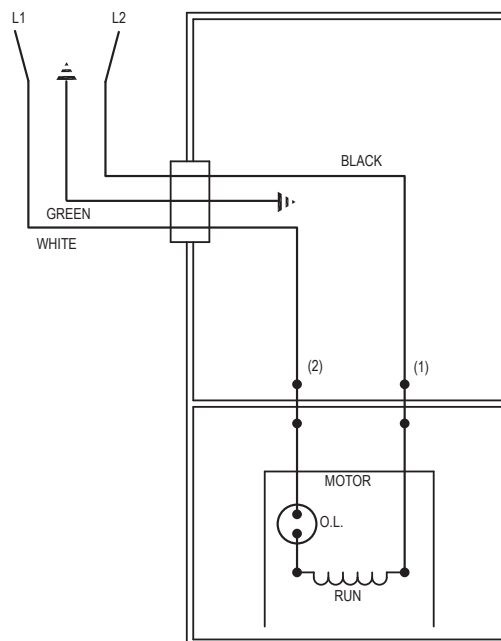 L1
L2
BLACK
GREEN
WHITE
(2)
(1)
MOTOR
O.L.
RUN